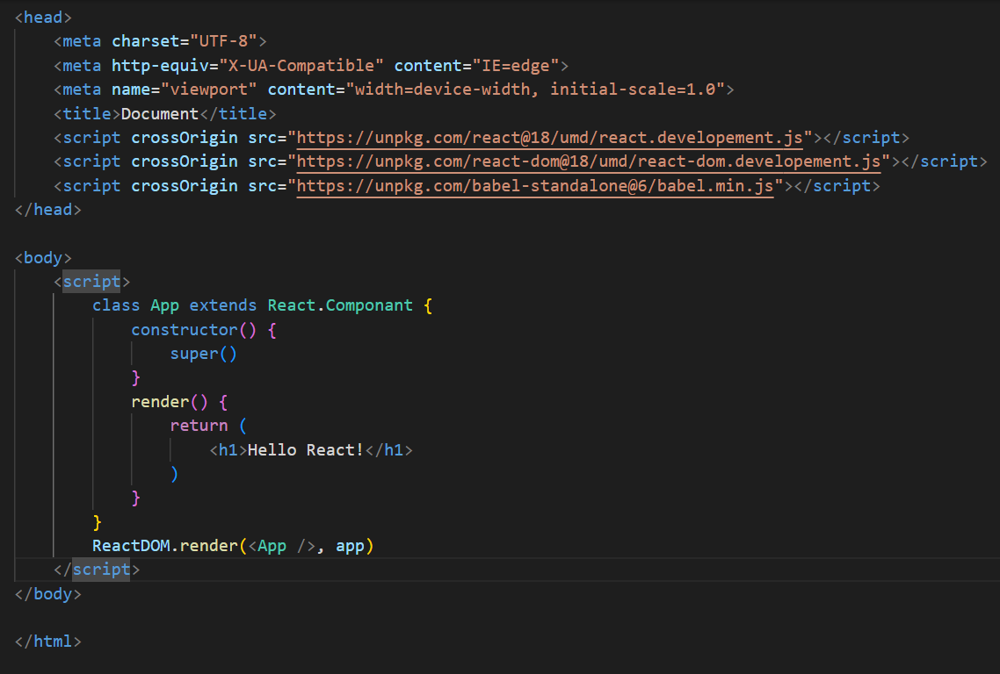 <head>
    <meta charset="UTF-8">
    <meta http-equiv="X-UA-Compatible" content="IE=edge">
    <meta name="viewport" content="width=device-width, initial-scale=1.0">
    <title>Document</title>
    <script crossOrigin src="https://unpkg.com/react@18/umd/react.developement.js"></script>
    <script crossOrigin src="https://unpkg.com/react-dom@18/umd/react-dom.developement.js"></script>
    <script crossOrigin src="https://unpkg.com/babel-standalone@6/babel.min.js"></script>
</head>

<body>
    <script>
        class App extends React.Componant {
            constructor() {
                super()
            }
            render() {
                return (
                    <h1>Hello React!</h1>
                )
            }
        }
        ReactDOM.render(<App />, app)
    </script>
</body>

</html>